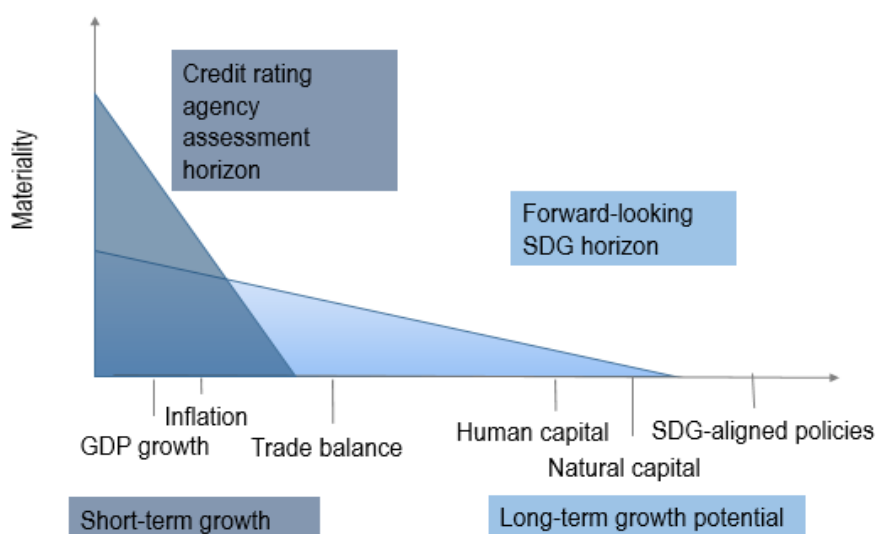 Credit rating
agency
assessment
horizon
Materiality
Forward-looking
SDG horizon
Inflation
GDP growth
Trade balance
Human capital
SDG-aligned policies
Natural capital
Short-term growth
Long-term growth potential